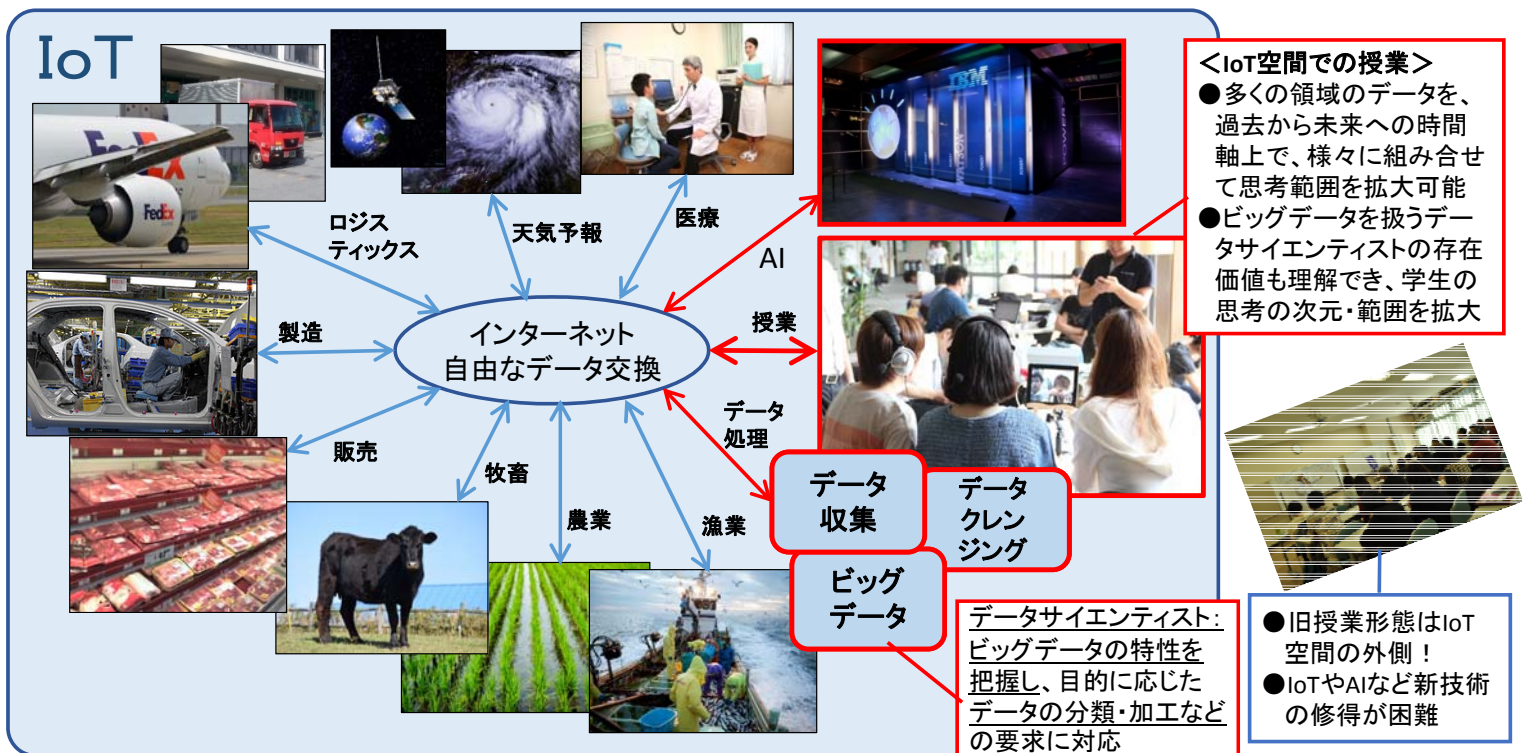 IoT
FedEx
FedEx
IBM
WATSON
POWER
ロジス
ティックス
天気予報
医療
AI
製造
インターネット
自由なデータ交換
授業
販売
牧畜
農業
漁業
データ
処理
データ
収集
データ
クレン
ジング
ビッグ
データ
<IoT空間での授業>
●多くの領域のデータを、
過去から未来への時間
軸上で、様々に組み合せ
て思考範囲を拡大可能
●ビッグデータを扱うデー
タサイエンティストの存在
価値も理解でき、学生の
思考の次元・範囲を拡大
データサイエンティスト:
ビッグデータの特性を
把握し、目的に応じた
データの分類・加工など
の要求に対応
●旧授業形態はIoT
空間の外側!
●IoTやAIなど新技術
の修得が困難